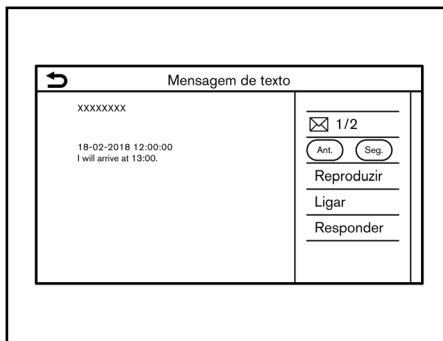 Mensagem de texto
XXXXXXXX
18-02-2018 12:00:00
I will arrive at 13:00.
1/2
Ant. Seg.
Reproduzir
Ligar
Responder